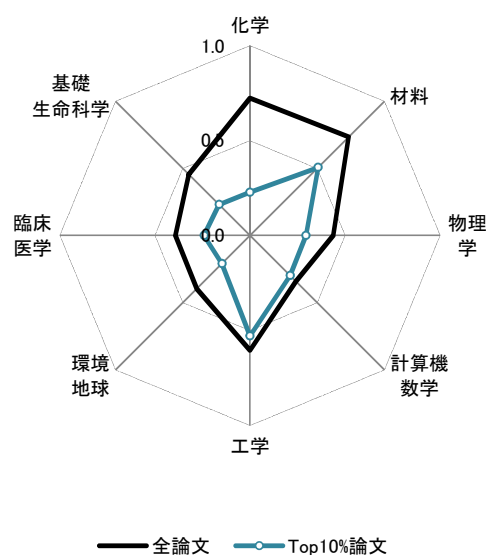 化学
1.0
材料
基礎
生命科学
0.5
物理
学
臨床
医学
0.0
計算機
数学
環境
地球
工学
全論文
Top10%論文